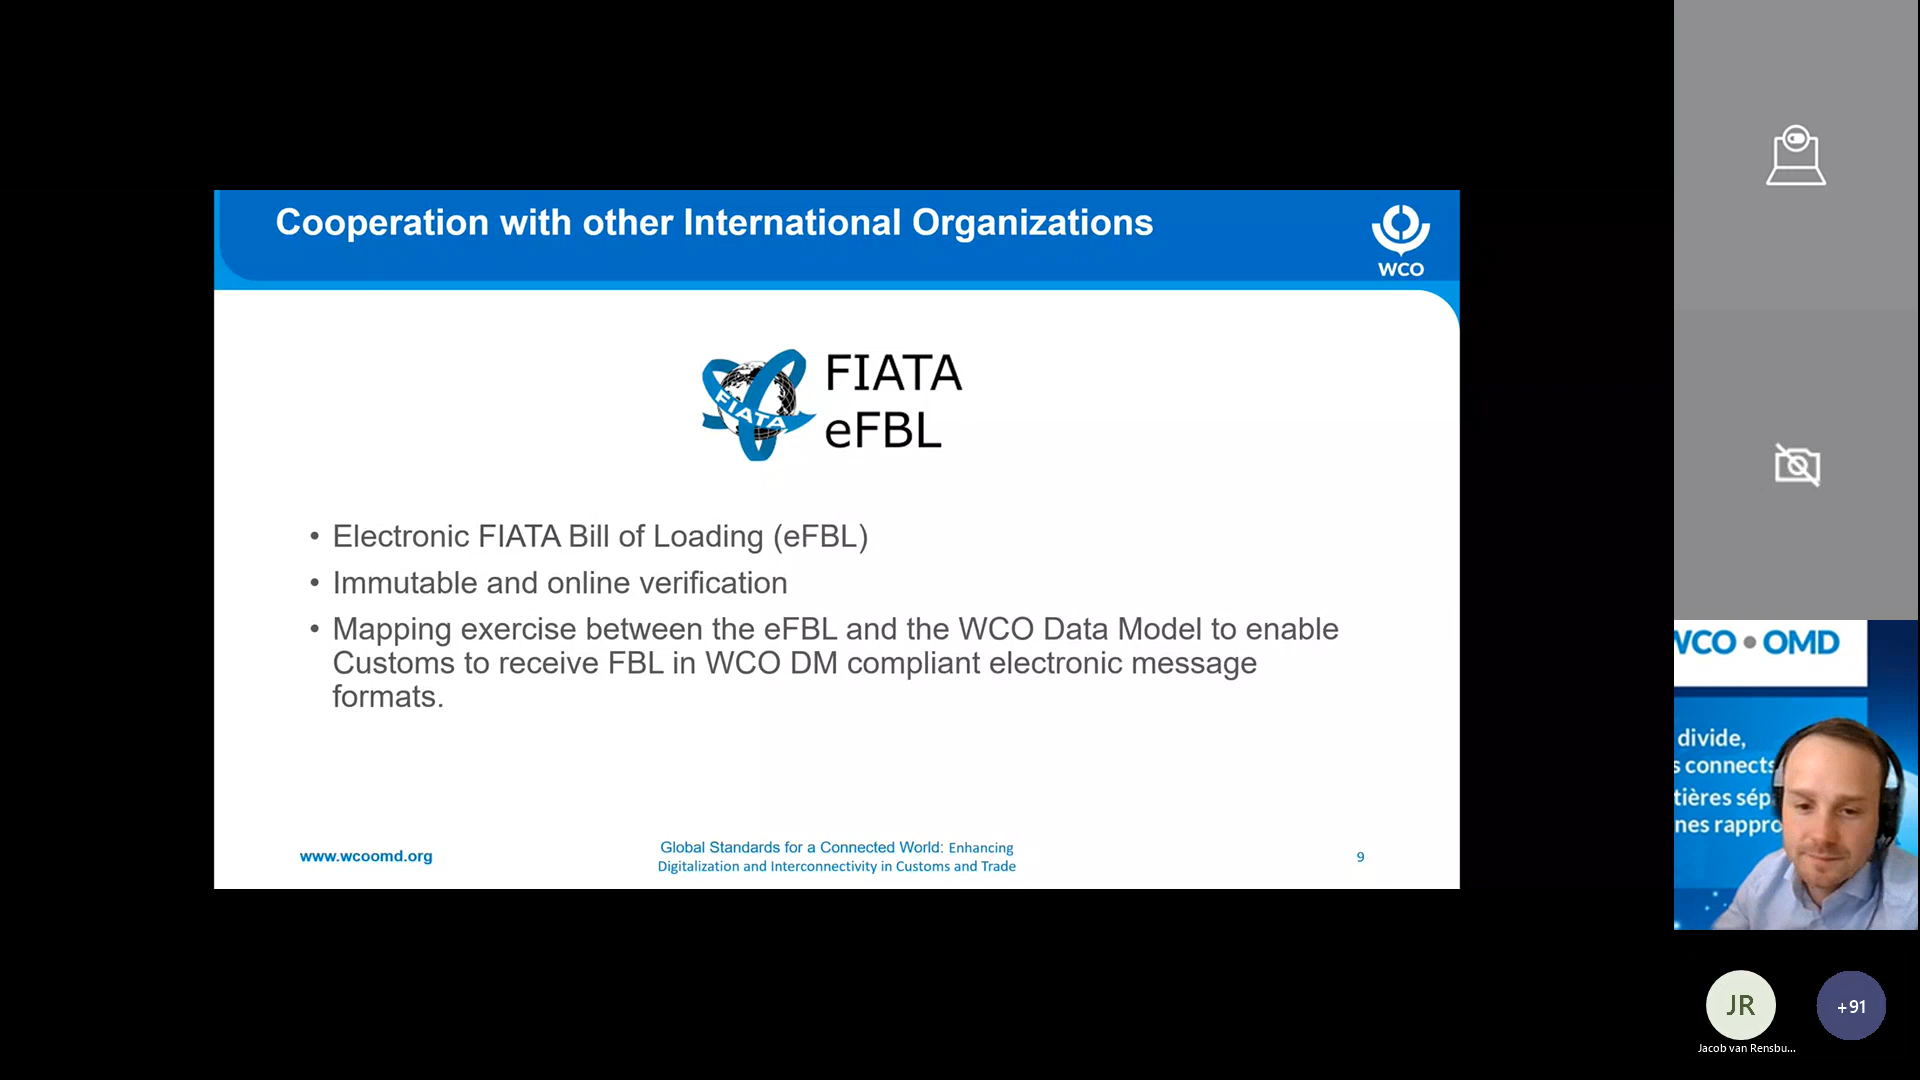 Cooperation with other International Organizations
WCO
FIATA
FIATA
eFBL
• Electronic FIATA Bill of Loading (eFBL)
• Immutable and online verification
• Mapping exercise between the eFBL and the WCO Data Model to enable
Customs to receive FBL in WCO DM compliant electronic message
formats.
www.wcoomd.org
Global Standards for a Connected World: Enhancing
Digitalization and Interconnectivity in Customs and Trade
9
WCO • OMD
divide,
s connects
tières sép
nes rappro
JR
+91
Jacob van Rensbu...